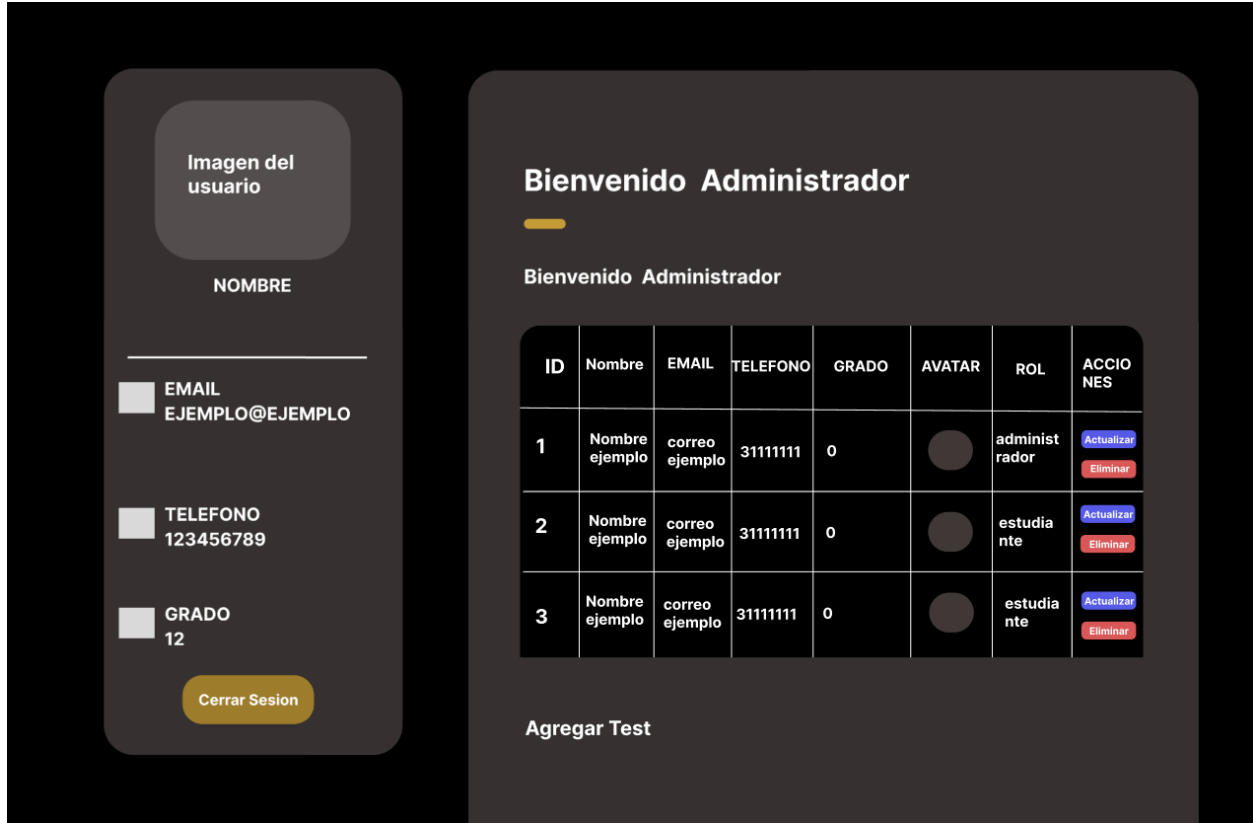 Imagen del
usuario
NOMBRE
EMAIL
EJEMPLO@EJEMPLO
TELEFONO
123456789
GRADO
12
Cerrar Sesion
Bienvenido Administrador
Bienvenido Administrador
ID Nombre EMAIL TELEFONO GRADO AVATAR ROL ACCIO
NES
1 Nombre correo 31111111 0 administ Actualizar
ejemplo ejemplo rador Eliminar
2 Nombre correo 31111111 0 estudia Actualizar
ejemplo ejemplo nte Eliminar
3 Nombre correo 31111111 0 estudia Actualizar
ejemplo ejemplo nte Eliminar
Agregar Test